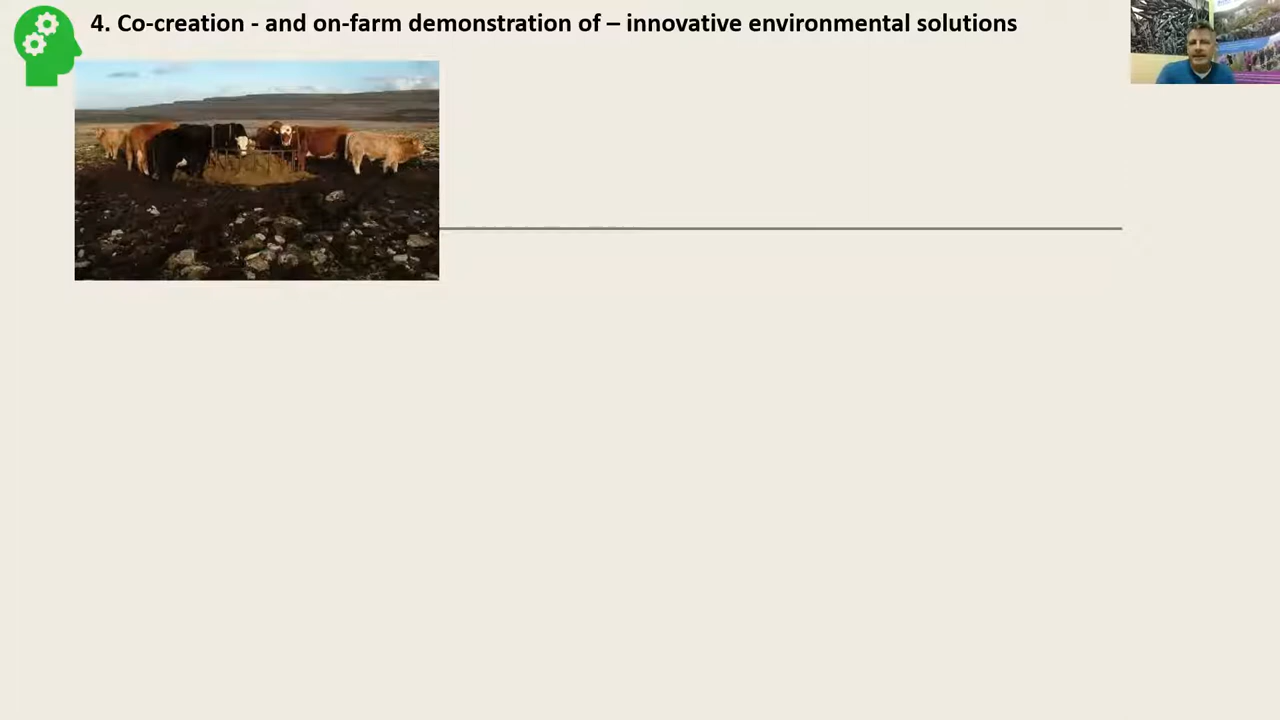 4. Co-creation - and on-farm demonstration of – innovative environmental solutions